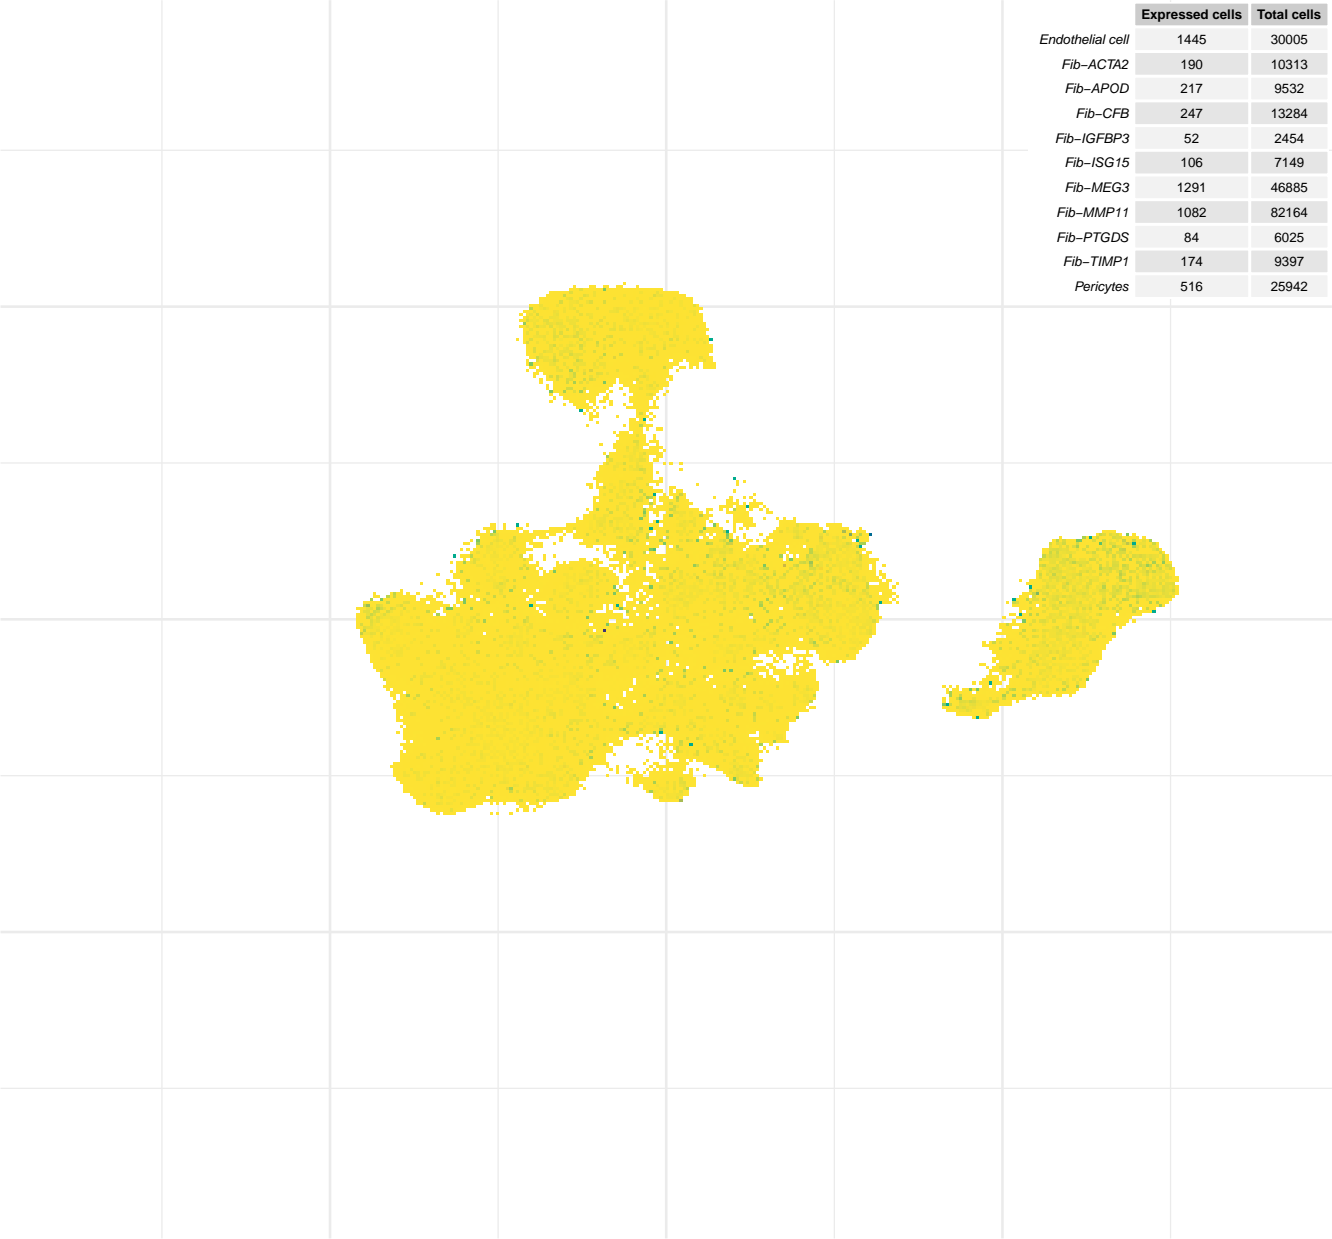 Expressed cells Total cells
Endothelial cell 1445 30005
Fib−ACTA2 190 10313
Fib−APOD 217 9532
Fib−CFB 247 13284
Fib−IGFBP3 52 2454
Fib−ISG15 106 7149
Fib−MEG3 1291 46885
Fib−MMP11 1082 82164
Fib−PTGDS 84 6025
Fib−TIMP1 174 9397
Pericytes 516 25942